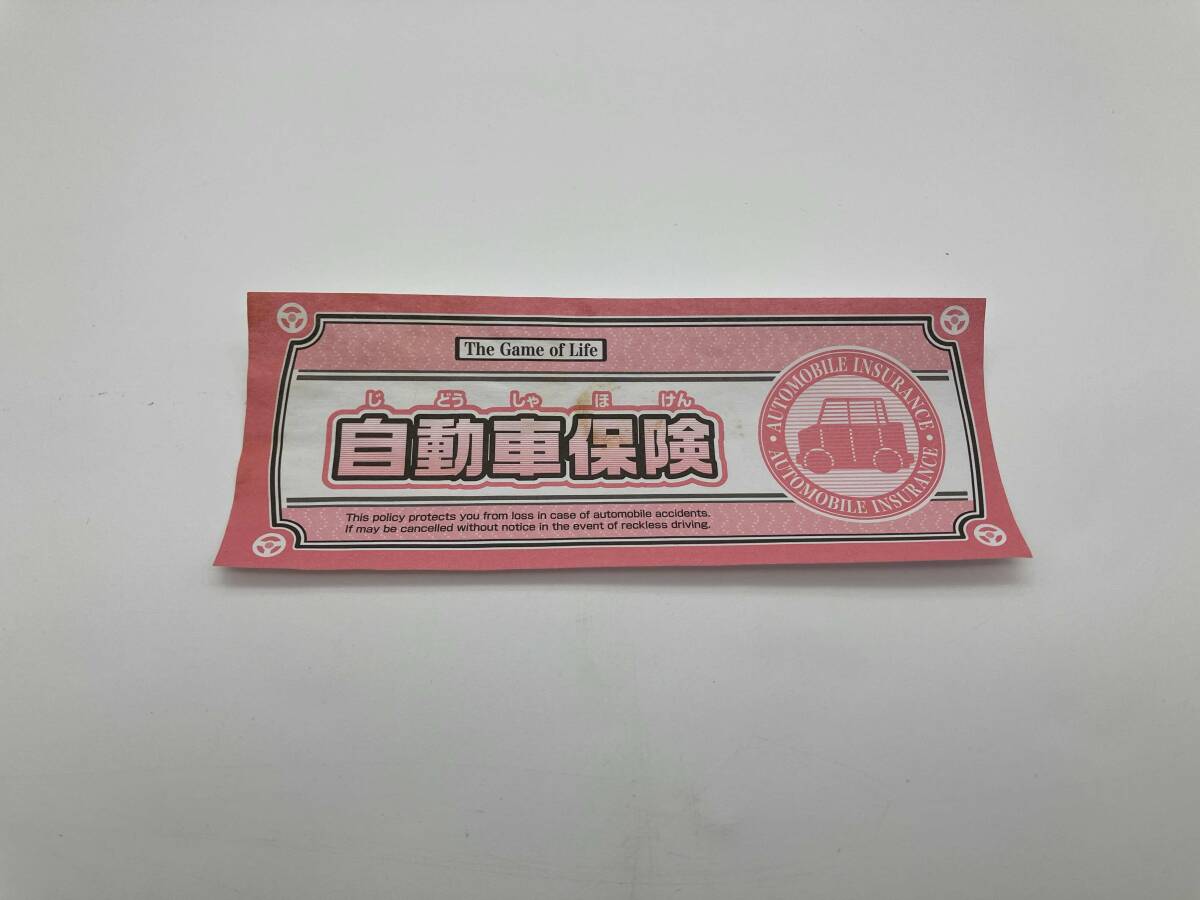 The Game of Life
じどうしゃほけん
自動車保険
This policy protects you from loss in case of automobile accidents.
If may be cancelled without notice in the event of reckless driving.
AUTOMOBILE INSURANCE
AUTOMOBILE INSURANCE